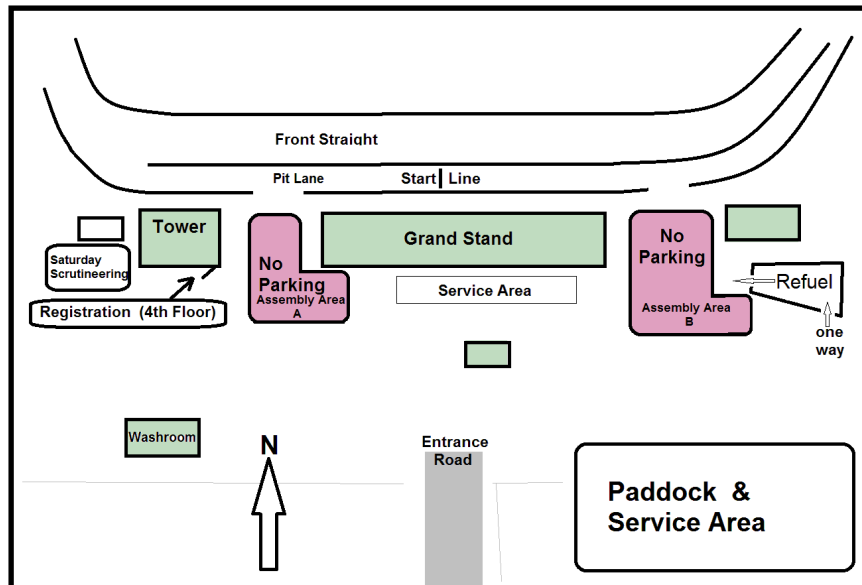 Front Straight
Pit Lane
Start Line
Tower
Grand Stand
No
Parking
Saturday
Scrutineering
No
Parking
Assembly Area
A
Service Area
Refuel
Assembly Area
B
Registration (4th Floor)
one
way
Washroom
N
Entrance
Road
Paddock &
Service Area